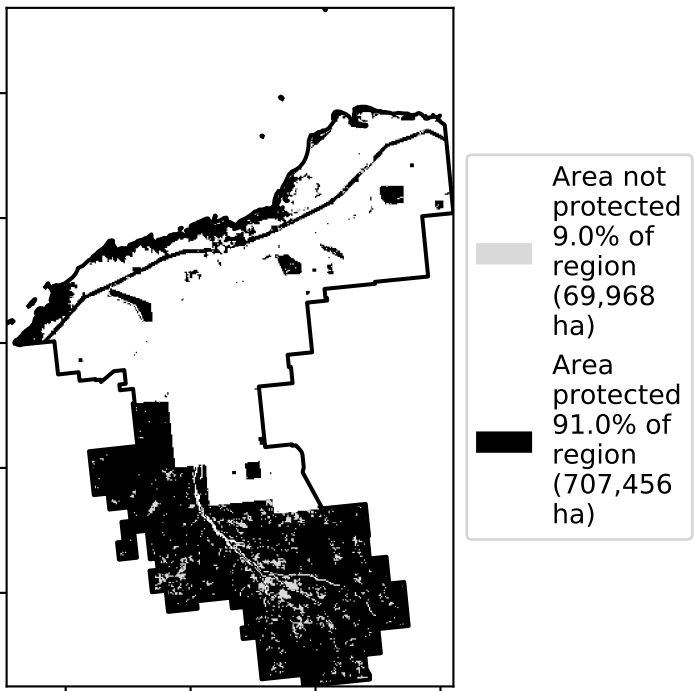 Area not
protected
9.0% of
region
(69,968
ha)
Area
protected
91.0% of
region
(707,456
ha)